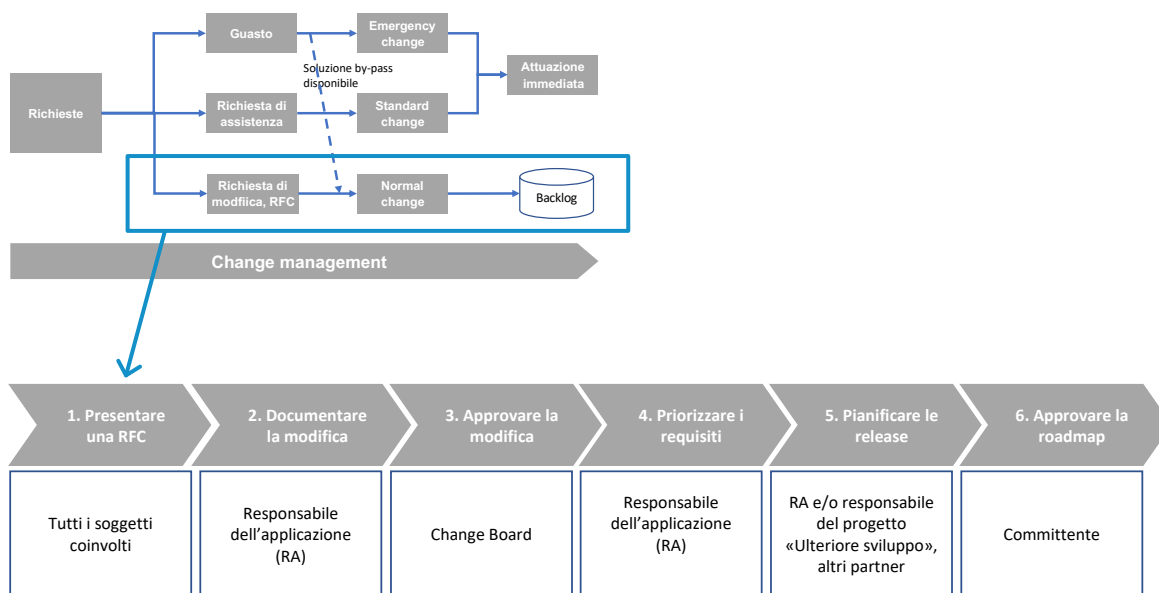 Guasto
Emergency
change
Soluzione by-pass
disponibile
Attuazione
immediata
Richieste
Richiesta di
assistenza
Standard
change
Richiesta di
modfiica, RFC
Normal
change
Backlog
Change management
1. Presentare
una RFC
2. Documentare
la modifica
3. Approvare la
modifica
4. Priorizzare i
requisiti
5. Pianificare le
release
6. Approvare la
roadmap
Tutti i soggetti
coinvolti
Responsabile
dell’applicazione
(RA)
Change Board
Responsabile
dell’applicazione
(RA)
RA e/o responsabile
del progetto
«Ulteriore sviluppo»,
altri partner
Committente